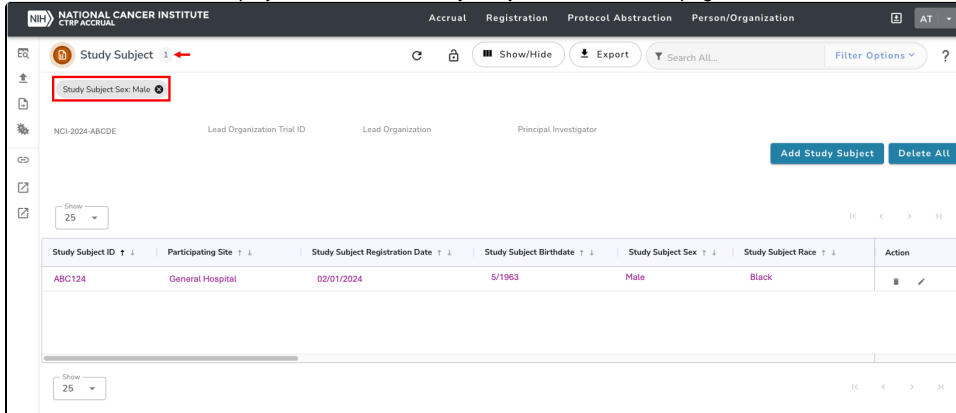 NIH NATIONAL CANCER INSTITUTE
CTRP ACCRUAL
Accrual Registration Protocol Abstraction Person/Organization AT
Study Subject 1 Show/Hide Export Search All... Filter Options ?
Study Subject Sex: Male
NCI-2024-ABCDE Lead Organization Trial ID Lead Organization Principal Investigator
Add Study Subject Delete All
Show
25
Study Subject ID Participating Site Study Subject Registration Date Study Subject Birthdate Study Subject Sex Study Subject Race Action
ABC124 General Hospital 02/01/2024 5/1963 Male Black
Show
25